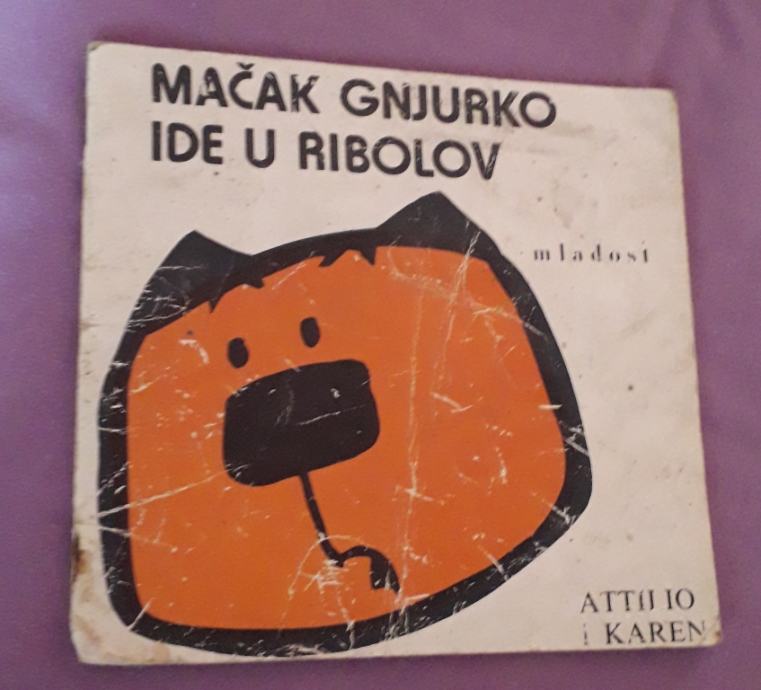 MAČAK GNJURKO
IDE U RIBOLOV
mladost
ATTILIO
i KAREN